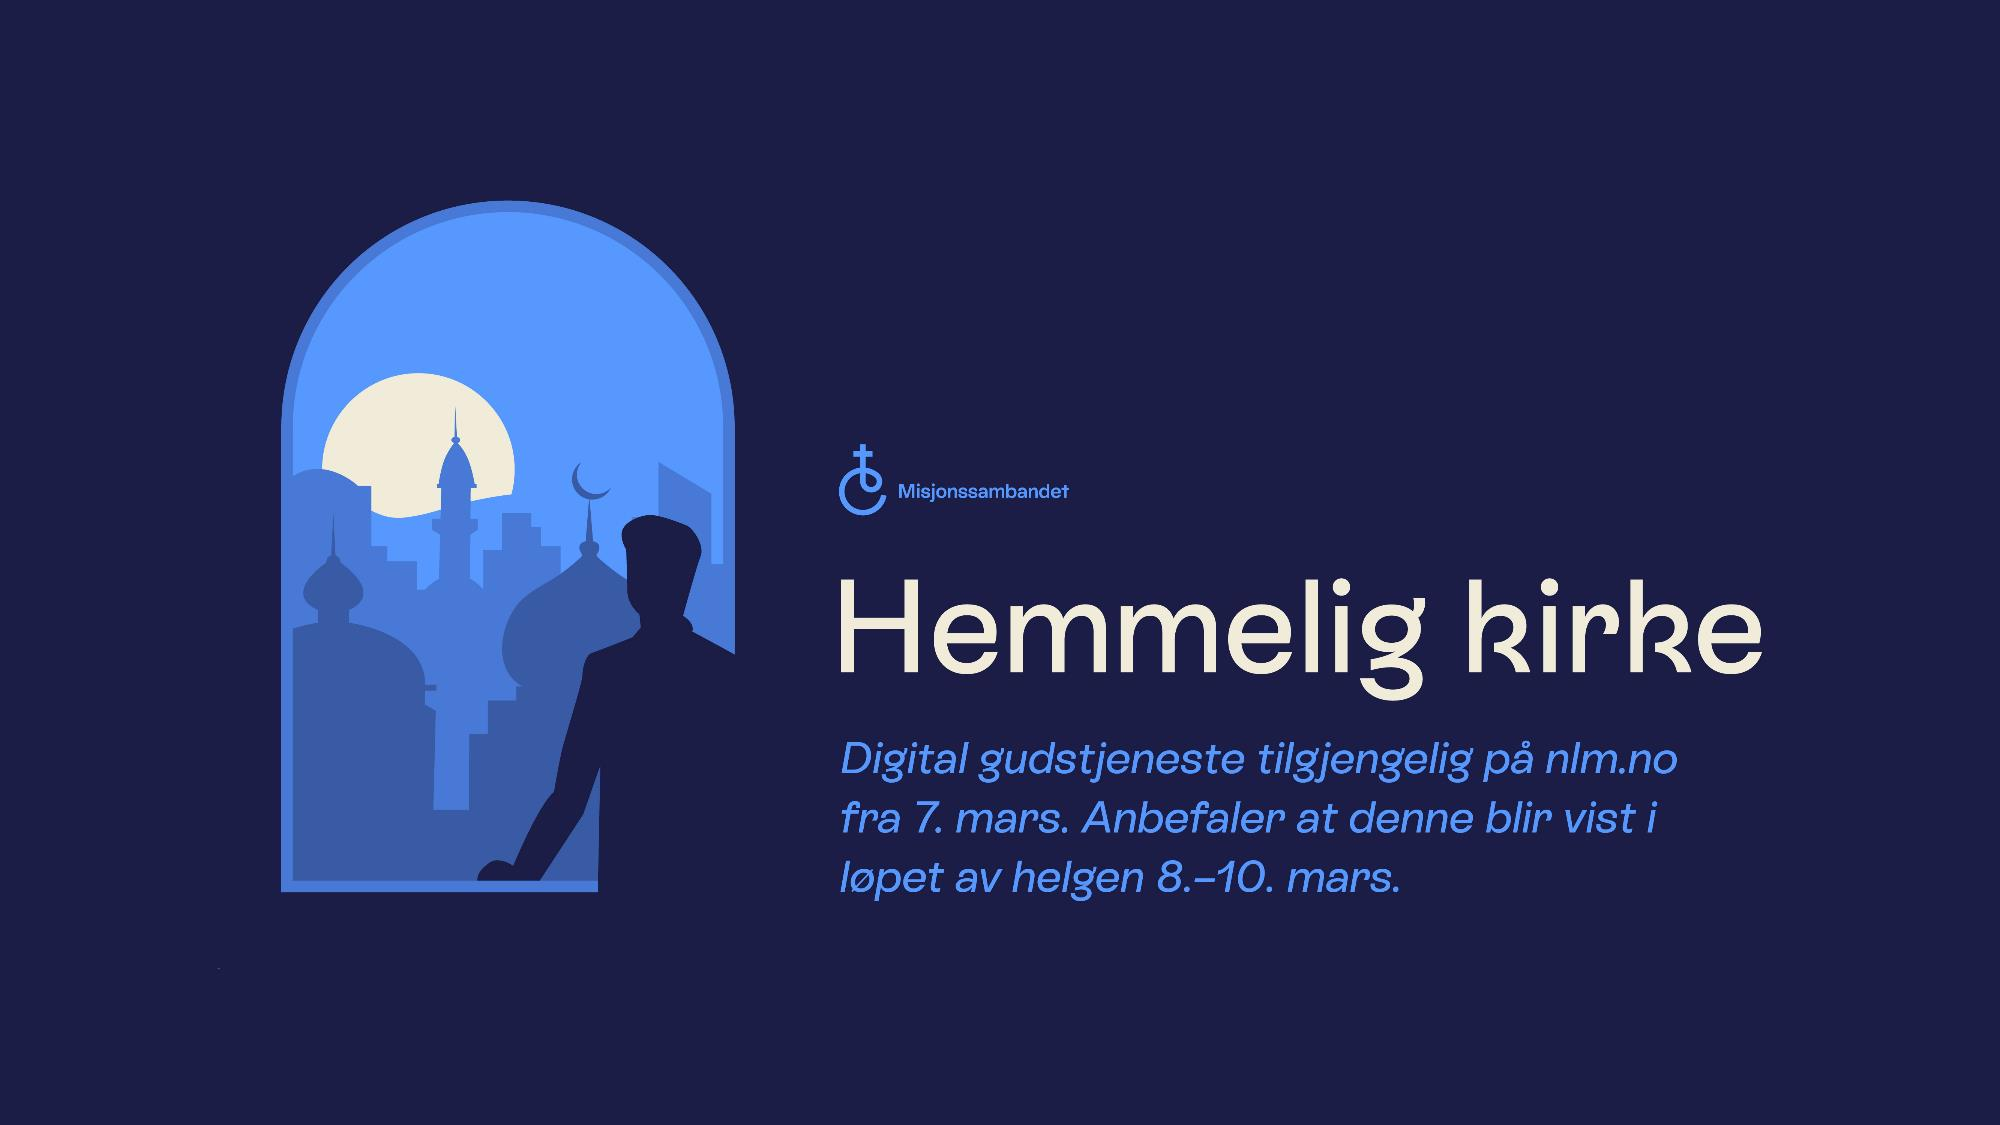 Misjonssambandet
Hemmelig kirke
Digital gudstjeneste tilgjengelig på nlm.no
fra 7. mars. Anbefaler at denne blir vist i
løpet av helgen 8.–10. mars.